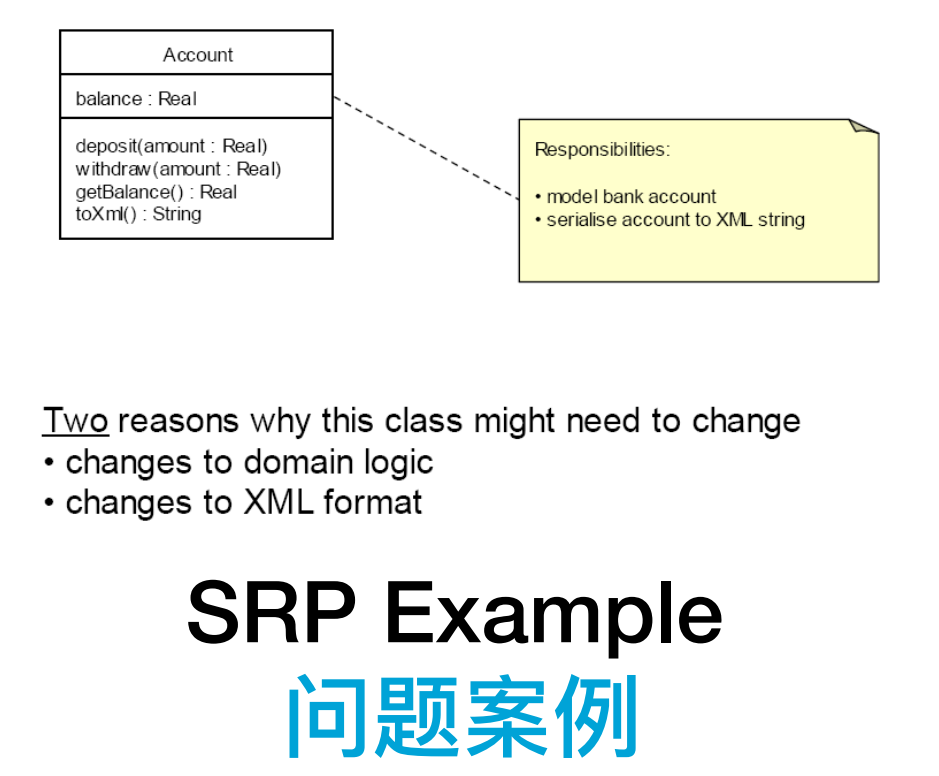 Account
balance : Real
deposit(amount : Real)
withdraw(amount : Real)
getBalance() : Real
toXml() : String
Responsibilities:
• model bank account
• serialise account to XML string
Two reasons why this class might need to change
• changes to domain logic
• changes to XML format
SRP Example
问题案例